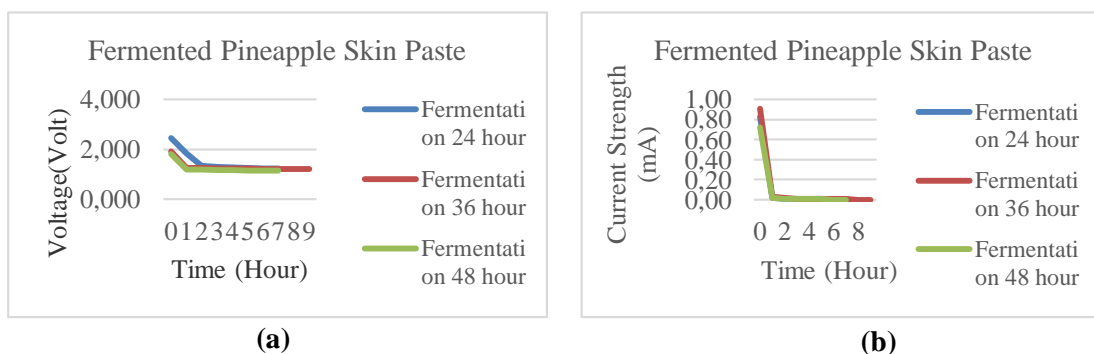 Fermented Pineapple Skin Paste
Voltage(Volt)
4,000
2,000
0,000
0123456789
Time (Hour)
Fermentati
on 24 hour
Fermentati
on 36 hour
Fermentati
on 48 hour
(a)
Fermented Pineapple Skin Paste
Current Strength
(mA)
1,00
0,80
0,60
0,40
0,20
0,00
0 2 4 6 8
Time (Hour)
Fermentati
on 24 hour
Fermentati
on 36 hour
Fermentati
on 48 hour
(b)